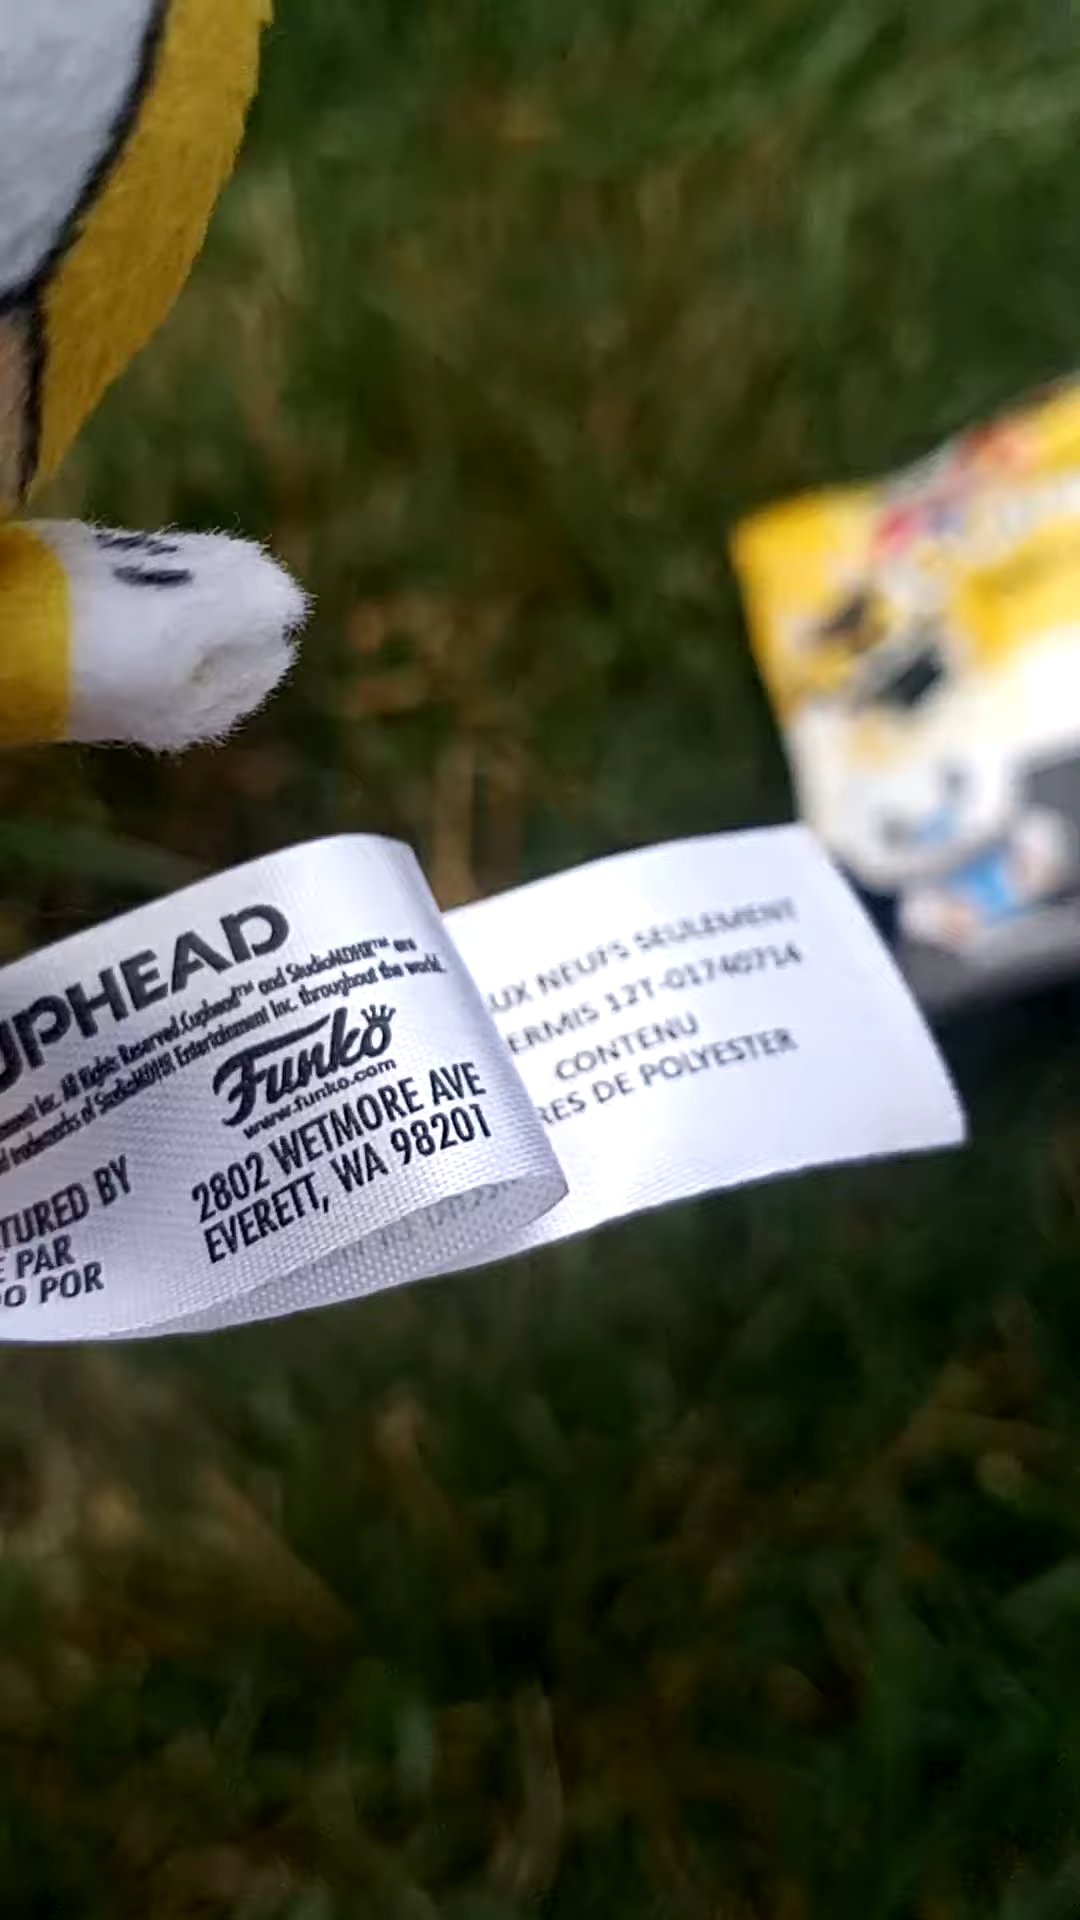 UPHEAD
ment Inc. All Rights Reserved.Cuphead™ and StudioMDHR™ are
trademarks of StudioMDHR Entertainment Inc. throughout the world.
Funko
www.funko.com
2802 WETMORE AVE
EVERETT, WA 98201
TURED BY
E PAR
O POR
UX NEUFS SEULEMENT
ERMIS 12T-01740714
CONTENU
RES DE POLYESTER